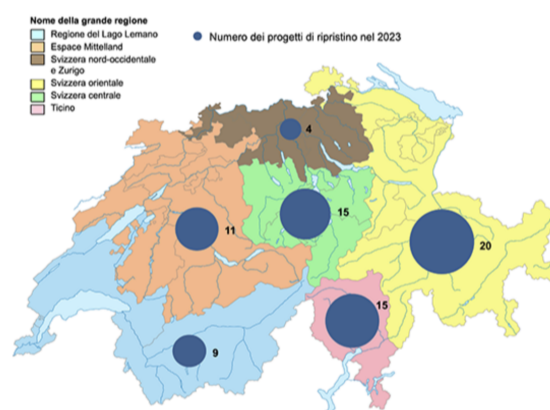 Nome della grande regione
Regione del Lago Lemano
Espace Mittelland
Svizzera nord-occidentale
e Zurigo
Svizzera orientale
Svizzera centrale
Ticino
Numero dei progetti di ripristino nel 2023
4
15
11
20
15
9